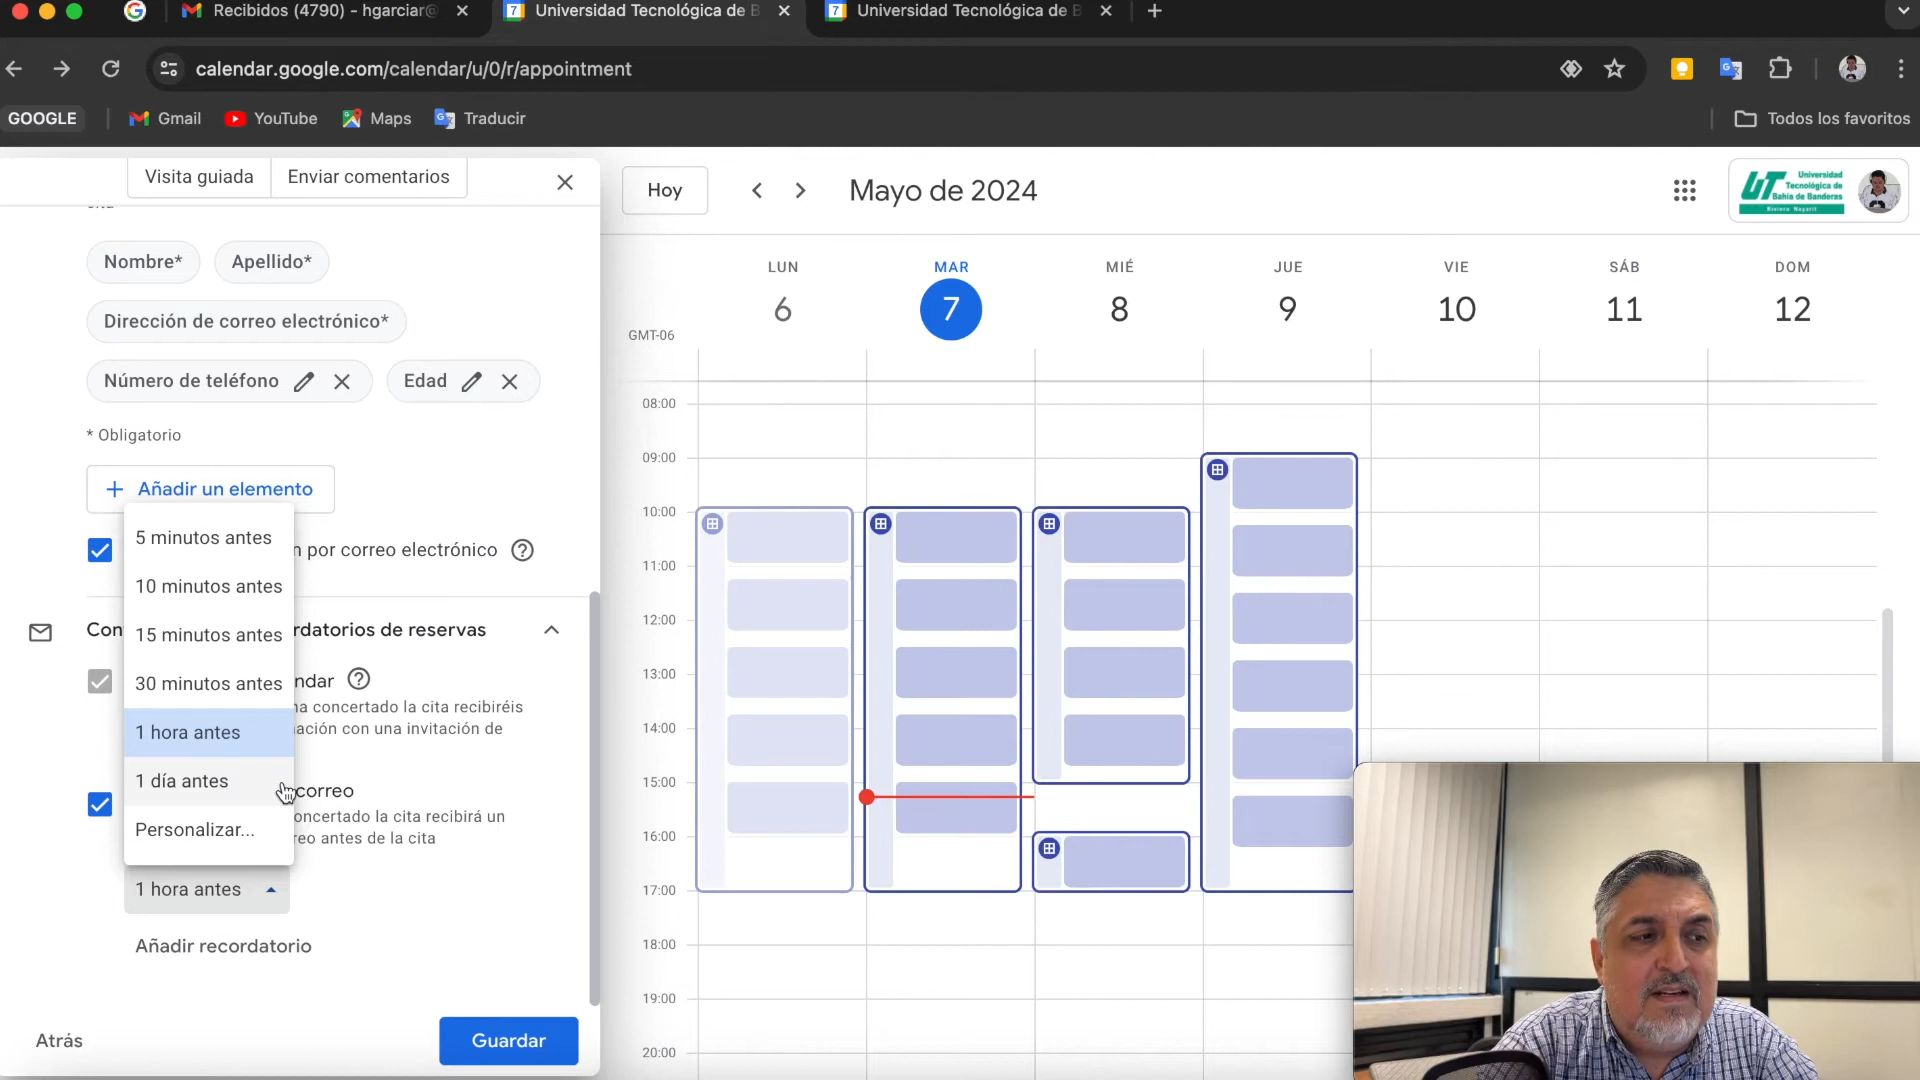 Recibidos (4790) - hgarciar@
Universidad Tecnológica de B
Universidad Tecnológica de B
calendar.google.com/calendar/u/0/r/appointment
GOOGLE
Gmail
YouTube
Maps
Traducir
Todos los favoritos
Visita guiada
Enviar comentarios
Nombre*
Apellido*
Dirección de correo electrónico*
Número de teléfono
Edad
* Obligatorio
+ Añadir un elemento
n por correo electrónico
Con
rdatorios de reservas
ndar
na concertado la cita recibiréis
nación con una invitación de
correo
oncertado la cita recibirá un
reo antes de la cita
5 minutos antes
10 minutos antes
15 minutos antes
30 minutos antes
1 hora antes
1 día antes
Personalizar...
1 hora antes
Añadir recordatorio
Atrás
Guardar
Hoy
Mayo de 2024
UT
Universidad
Tecnológica de
Bahía de Banderas
Riviera Nayarit
LUN
6
MAR
7
MIÉ
8
JUE
9
VIE
10
SÁB
11
DOM
12
GMT-06
08:00
09:00
10:00
11:00
12:00
13:00
14:00
15:00
16:00
17:00
18:00
19:00
20:00